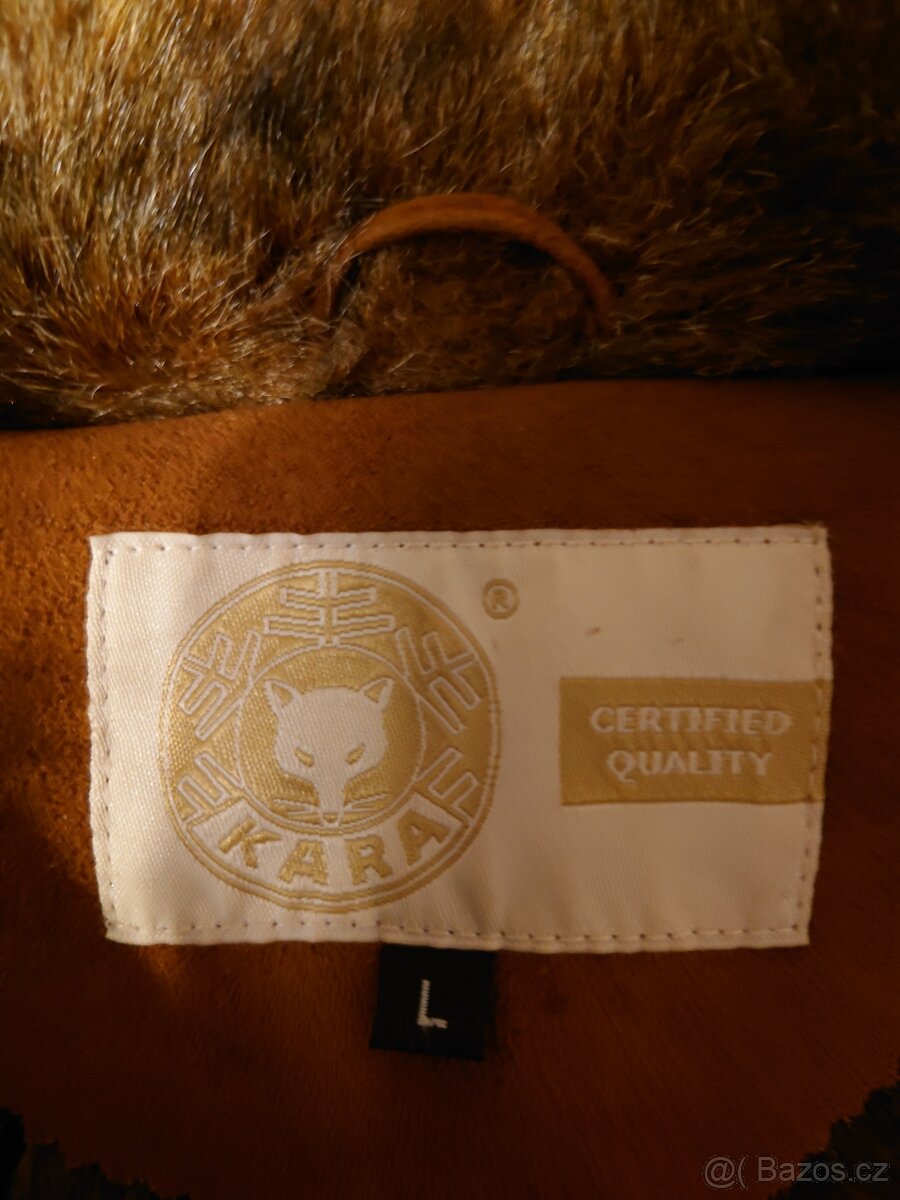 ®
CERTIFIED
QUALITY
KARA
L
@( Bazos.cz